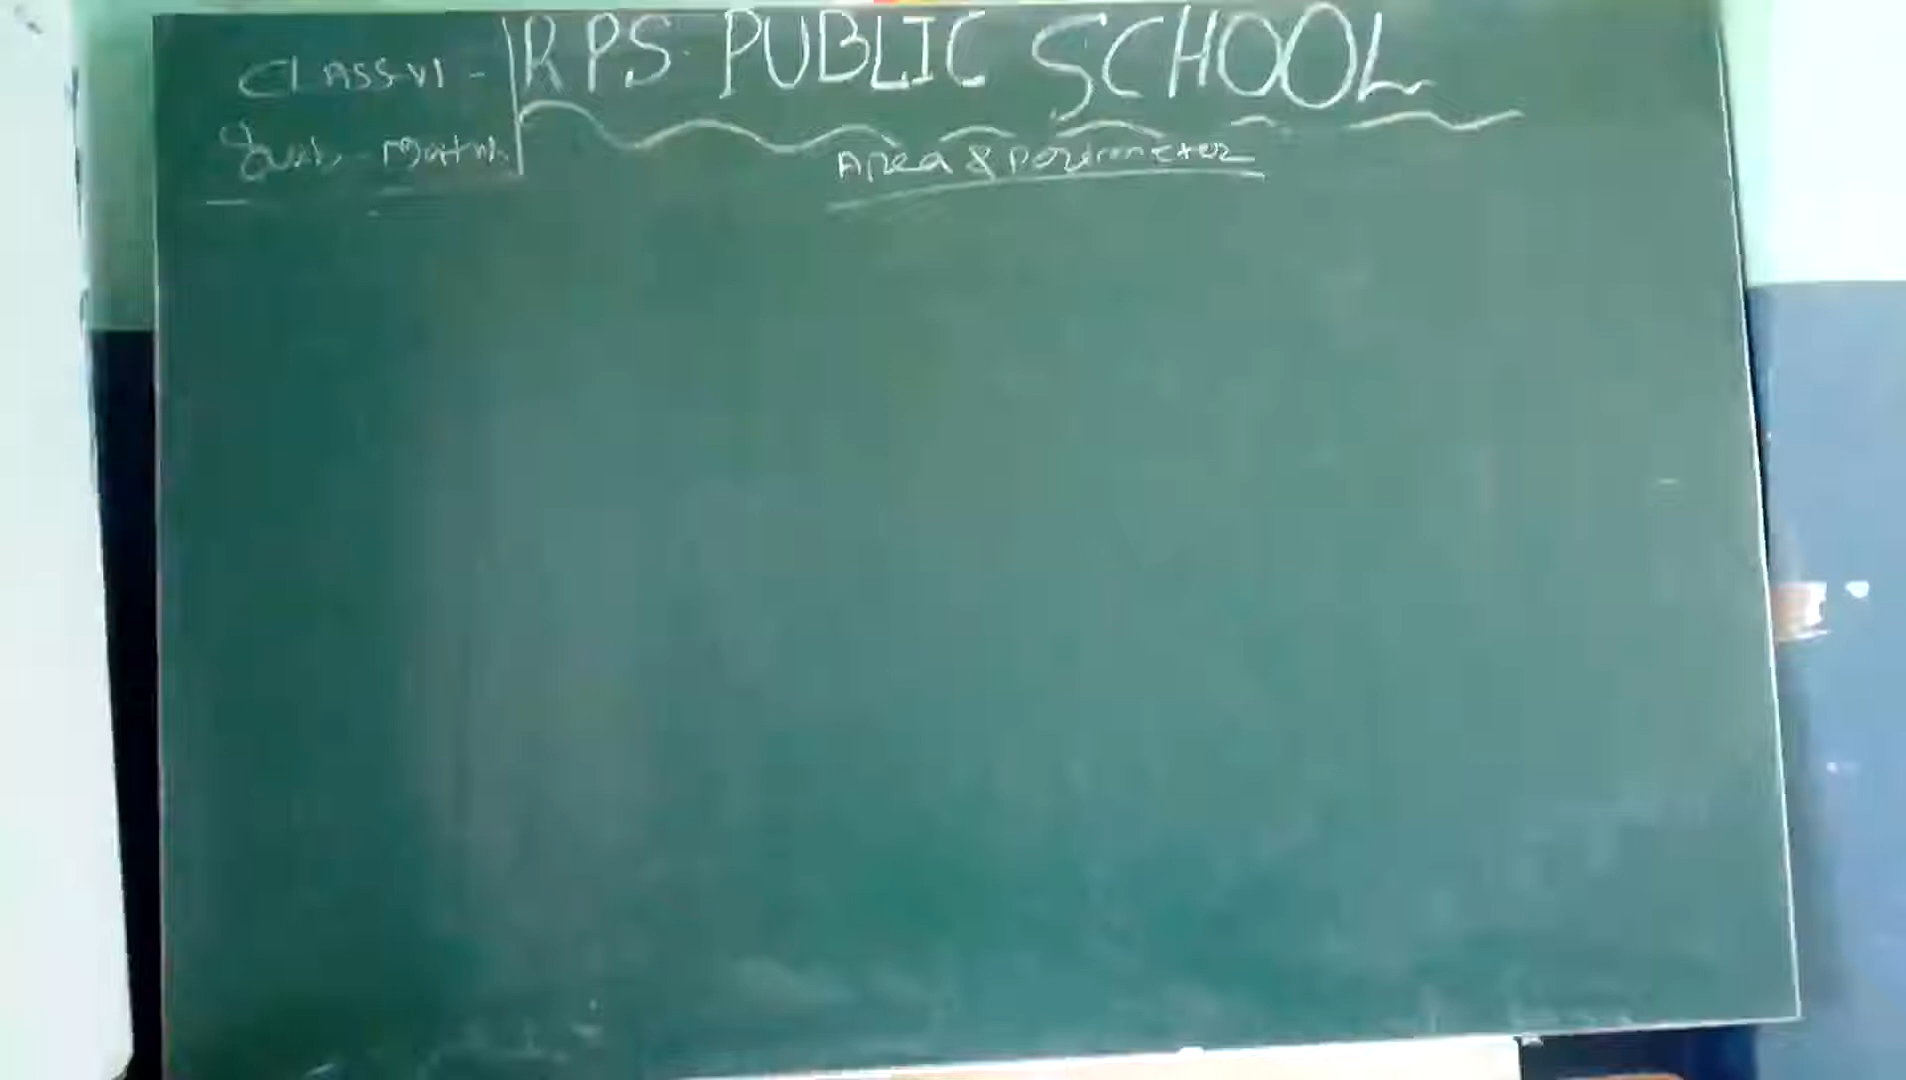 CLASS-VI -
RPS PUBLIC SCHOOL
Sub - Math
Area & Perimeter